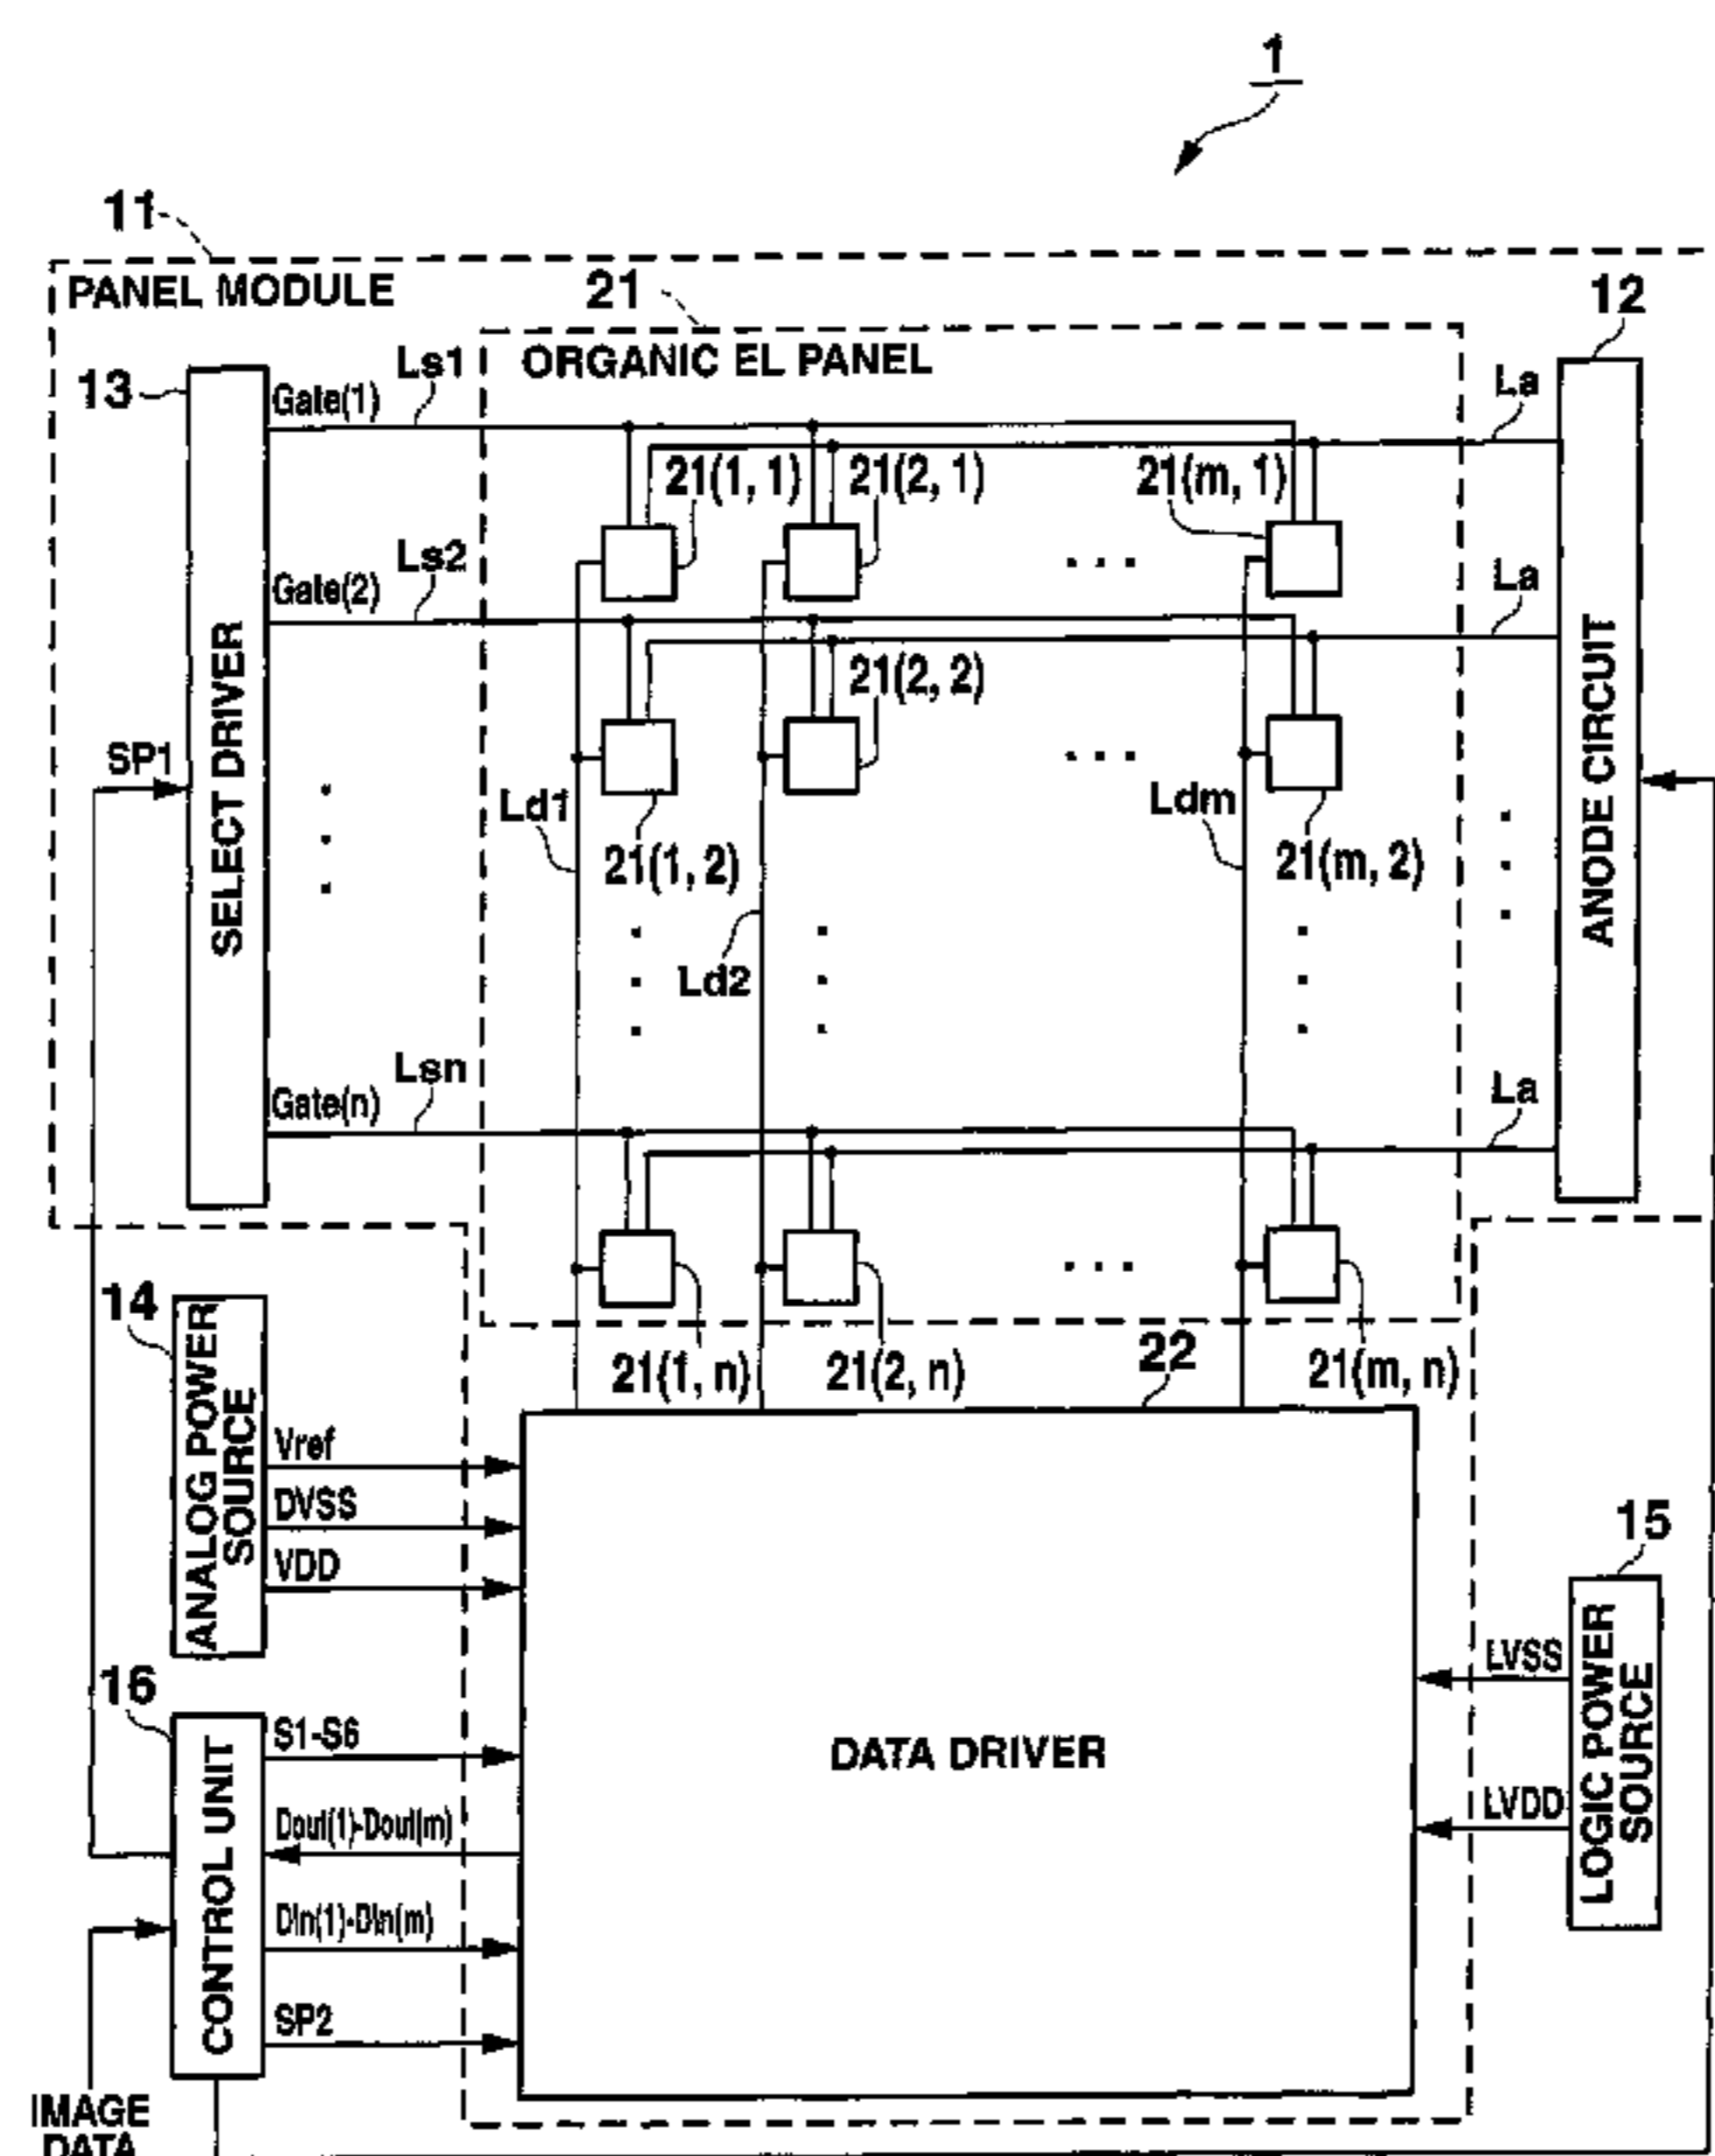 1
11
PANEL MODULE
21
12
ORGANIC EL PANEL
13
Gate(1)
Ls1
La
21(1, 1)
21(2, 1)
21(m, 1)
Gate(2)
Ls2
La
21(2, 2)
SELECT DRIVER
ANODE CIRCUIT
SP1
Ld1
Ldm
21(1, 2)
21(m, 2)
Ld2
Gate(n)
Lsn
La
14
21(1, n)
21(2, n)
22
21(m, n)
ANALOG POWER
SOURCE
Vref
DVSS
VDD
15
LOGIC POWER
SOURCE
LVSS
LVDD
16
CONTROL UNIT
S1-S6
DATA DRIVER
Dout(1)-Dout(m)
DIn(1)-DIn(m)
SP2
IMAGE
DATA